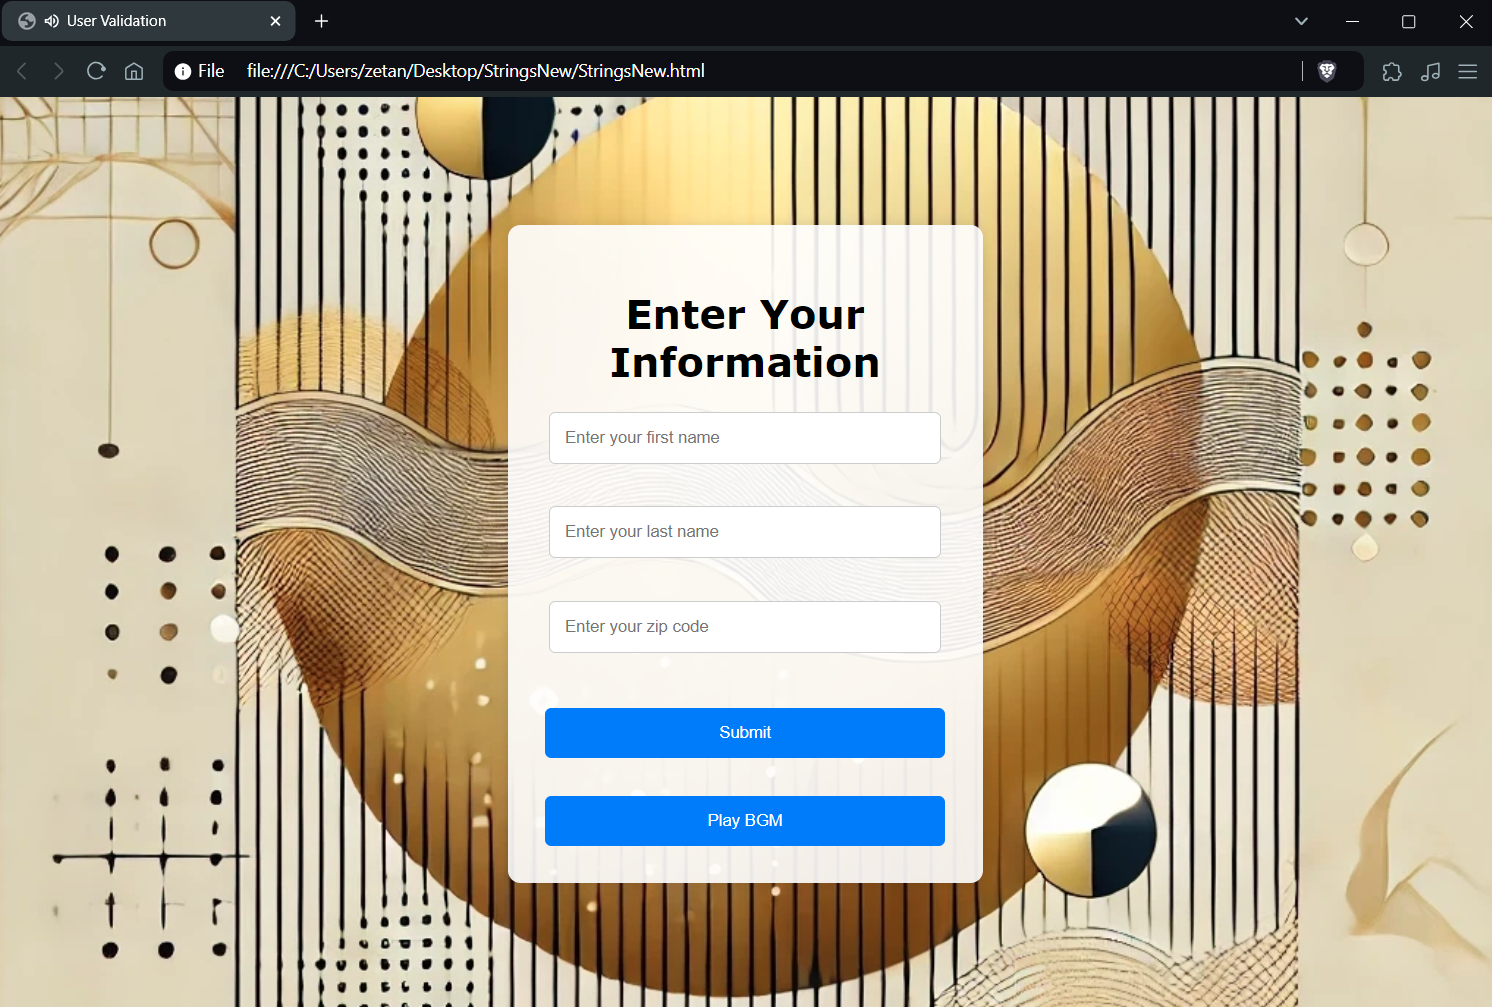 User Validation
File file:///C:/Users/zetan/Desktop/StringsNew/StringsNew.html
Enter Your
Information
Enter your first name
Enter your last name
Enter your zip code
Submit
Play BGM